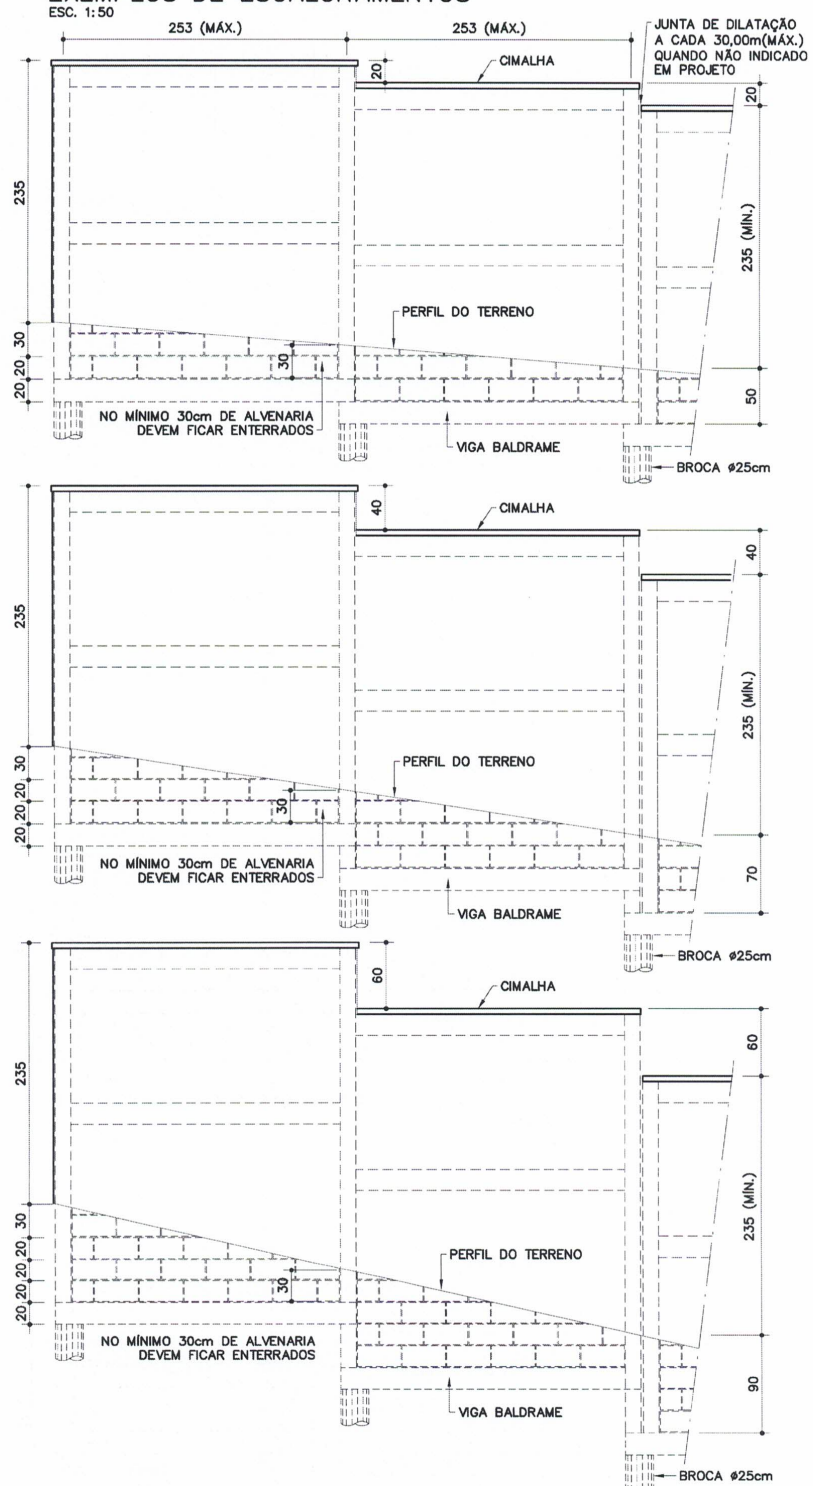 ESC. 1:50
253 (MÁX.)
253 (MÁX.)
JUNTA DE DILATAÇÃO
A CADA 30,00m(MÁX.)
QUANDO NÃO INDICADO
EM PROJETO
20
CIMALHA
20
235
235 (MÍN.)
PERFIL DO TERRENO
30
20
20
30
50
NO MÍNIMO 30cm DE ALVENARIA
DEVEM FICAR ENTERRADOS
VIGA BALDRAME
BROCA ø25cm
40
CIMALHA
40
235
235 (MÍN.)
PERFIL DO TERRENO
30
20
20
20
30
70
NO MÍNIMO 30cm DE ALVENARIA
DEVEM FICAR ENTERRADOS
VIGA BALDRAME
BROCA ø25cm
60
CIMALHA
60
235
235 (MÍN.)
PERFIL DO TERRENO
30
20
20
20
20
30
90
NO MÍNIMO 30cm DE ALVENARIA
DEVEM FICAR ENTERRADOS
VIGA BALDRAME
BROCA ø25cm